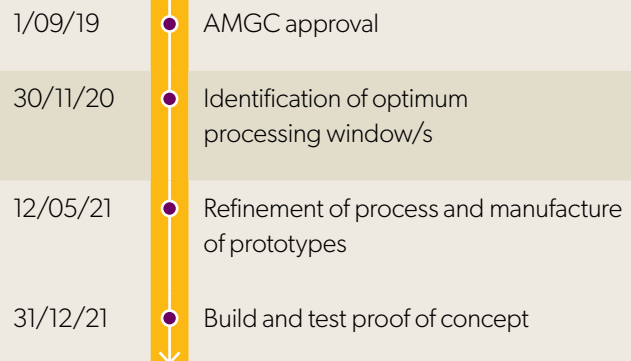 1/09/19 AMGC approval
30/11/20 Identification of optimum
processing window/s
12/05/21 Refinement of process and manufacture
of prototypes
31/12/21 Build and test proof of concept